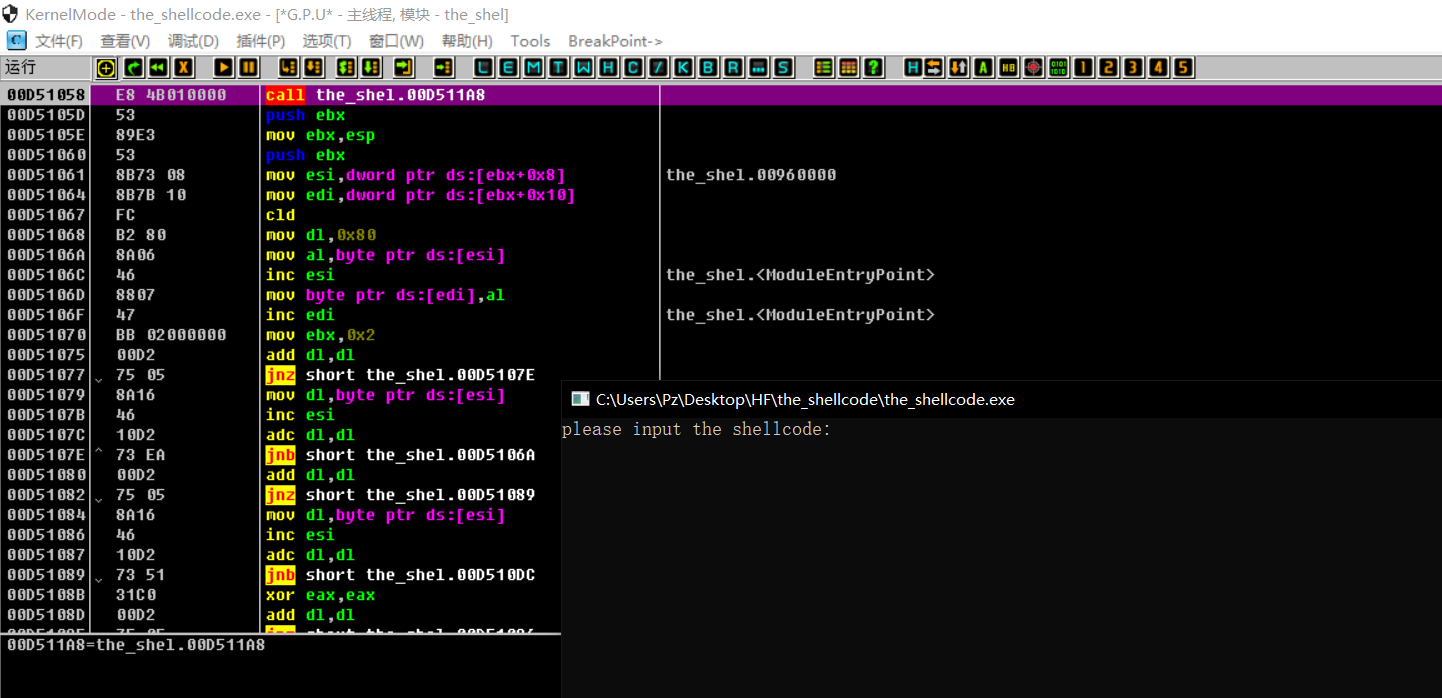 KernelMode - the_shellcode.exe - [*G.P.U* - 主线程, 模块 - the_shel]
C 文件(F) 查看(V) 调试(D) 插件(P) 选项(T) 窗口(W) 帮助(H) Tools BreakPoint->
运行 L E M T W H C / K B R ... S ? H A HB 1 2 3 4 5
00D51058 E8 4B010000 call the_shel.00D511A8
00D5105D 53 push ebx
00D5105E 89E3 mov ebx,esp
00D51060 53 push ebx
00D51061 8B73 08 mov esi,dword ptr ds:[ebx+0x8] the_shel.00960000
00D51064 8B7B 10 mov edi,dword ptr ds:[ebx+0x10]
00D51067 FC cld
00D51068 B2 80 mov dl,0x80
00D5106A 8A06 mov al,byte ptr ds:[esi]
00D5106C 46 inc esi the_shel.<ModuleEntryPoint>
00D5106D 8807 mov byte ptr ds:[edi],al
00D5106F 47 inc edi the_shel.<ModuleEntryPoint>
00D51070 BB 02000000 mov ebx,0x2
00D51075 00D2 add dl,dl
00D51077 75 05 jnz short the_shel.00D5107E
00D51079 8A16 mov dl,byte ptr ds:[esi]
00D5107B 46 inc esi
00D5107C 10D2 adc dl,dl
00D5107E 73 EA jnb short the_shel.00D5106A
00D51080 00D2 add dl,dl
00D51082 75 05 jnz short the_shel.00D51089
00D51084 8A16 mov dl,byte ptr ds:[esi]
00D51086 46 inc esi
00D51087 10D2 adc dl,dl
00D51089 73 51 jnb short the_shel.00D510DC
00D5108B 31C0 xor eax,eax
00D5108D 00D2 add dl,dl
00D511A8=the_shel.00D511A8
C:\Users\Pz\Desktop\HF\the_shellcode\the_shellcode.exe
please input the shellcode: